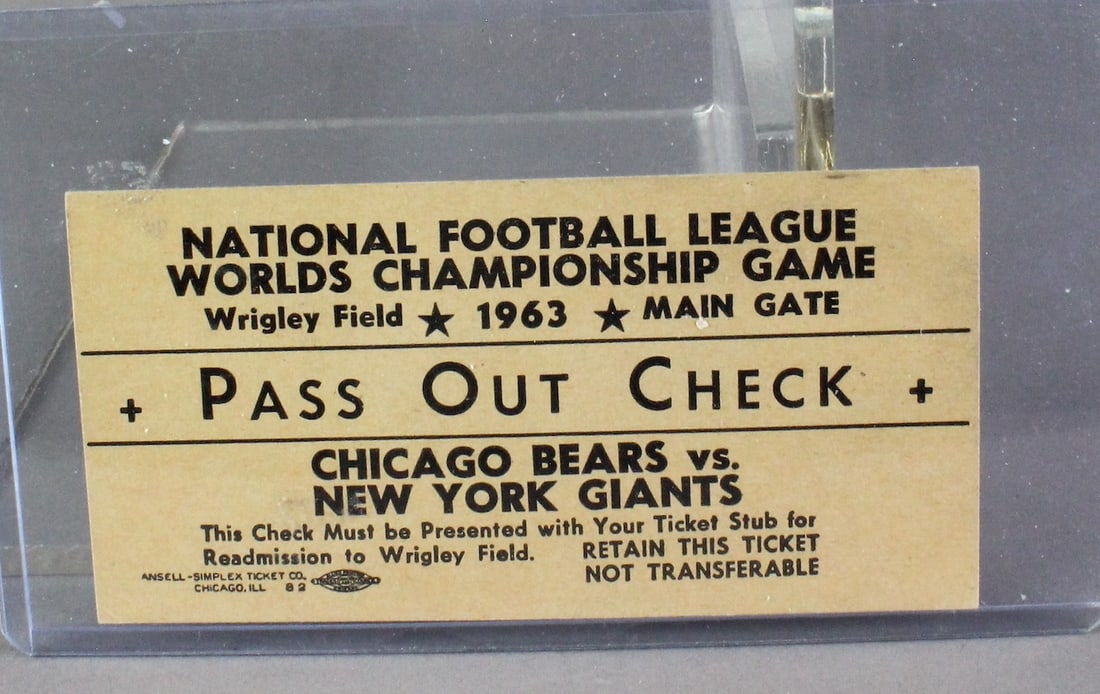 NATIONAL FOOTBALL LEAGUE
WORLDS CHAMPIONSHIP GAME
Wrigley Field ★ 1963 ★ MAIN GATE
+ PASS OUT CHECK +
CHICAGO BEARS vs.
NEW YORK GIANTS
This Check Must be Presented with Your Ticket Stub for
Readmission to Wrigley Field. RETAIN THIS TICKET
NOT TRANSFERABLE
ANSELL-SIMPLEX TICKET CO.
CHICAGO, ILL 82